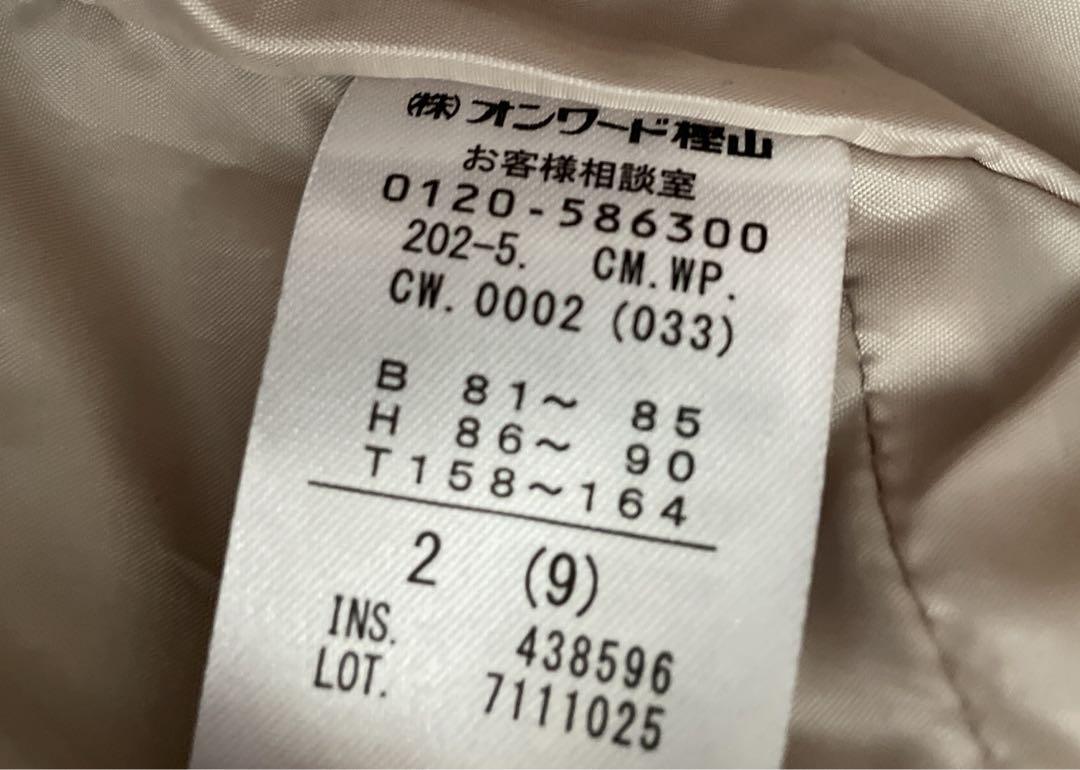 (株)オンワード樫山
お客様相談室
0120-586300
202-5. CM.WP.
CW.0002 (033)
B 81～ 85
H 86～ 90
T158～164
2 (9)
INS. 438596
LOT. 7111025